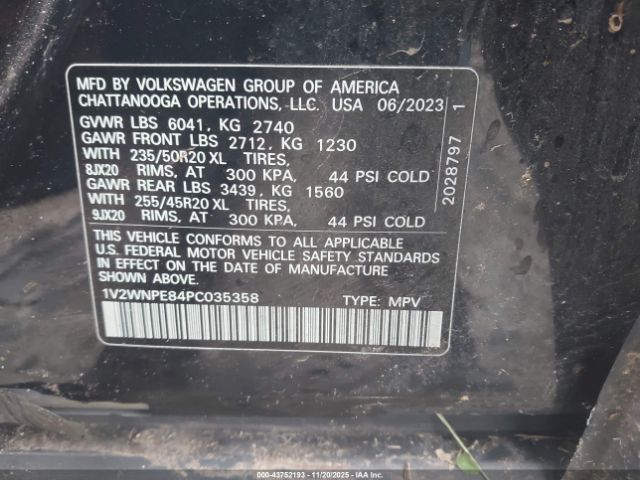 MFD BY VOLKSWAGEN GROUP OF AMERICA
CHATTANOOGA OPERATIONS, LLC. USA 06/2023
GVWR LBS 6041, KG 2740
GAWR FRONT LBS 2712, KG 1230
WITH 235/50R20 XL TIRES,
8JX20 RIMS, AT 300 KPA, 44 PSI COLD
GAWR REAR LBS 3439, KG 1560
WITH 255/45R20 XL TIRES,
9JX20 RIMS, AT 300 KPA, 44 PSI COLD
THIS VEHICLE CONFORMS TO ALL APPLICABLE
U.S. FEDERAL MOTOR VEHICLE SAFETY STANDARDS
IN EFFECT ON THE DATE OF MANUFACTURE
SHOWN ABOVE.
1V2WNPE84PC035358 TYPE: MPV
2028797 1
000-43752193 - 11/20/2025 - IAAI.COM